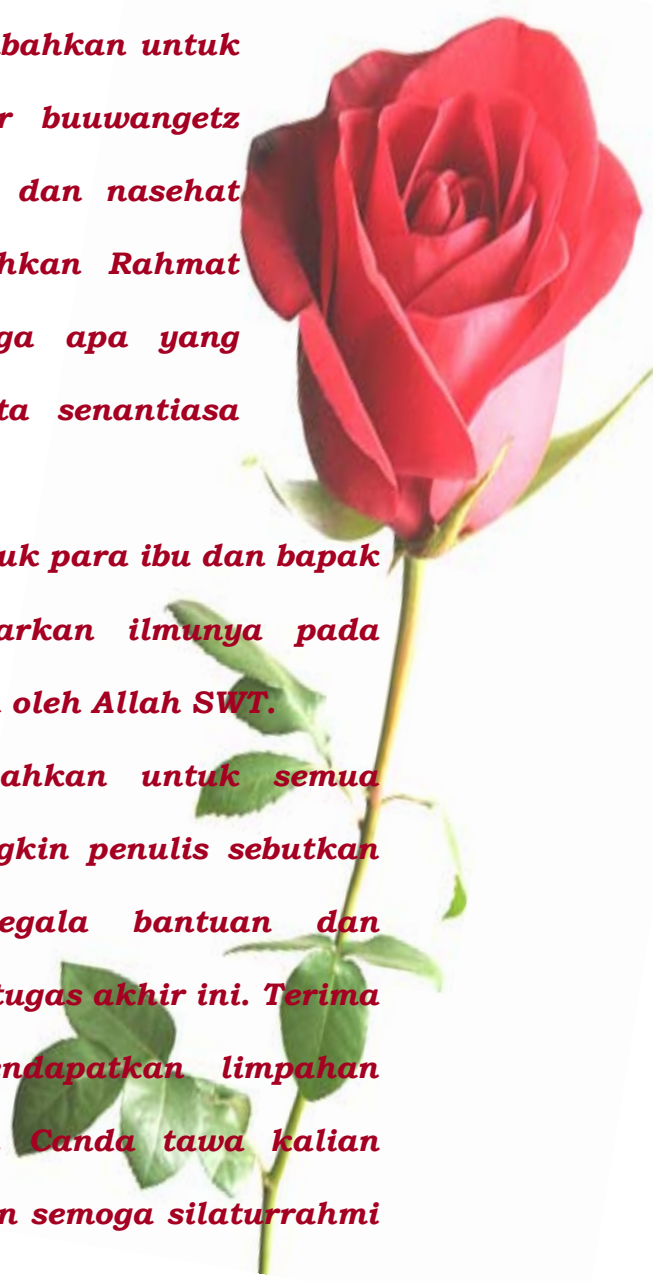 bahkan untuk
r buuwangetz
dan nasehat
hkan Rahmat
ga apa yang
ta senantiasa
uk para ibu dan bapak
arkan ilmunya pada
oleh Allah SWT.
ahkan untuk semua
gkin penulis sebutkan
egala bantuan dan
tugas akhir ini. Terima
endapatkan limpahan
Canda tawa kalian
n semoga silaturrahmi